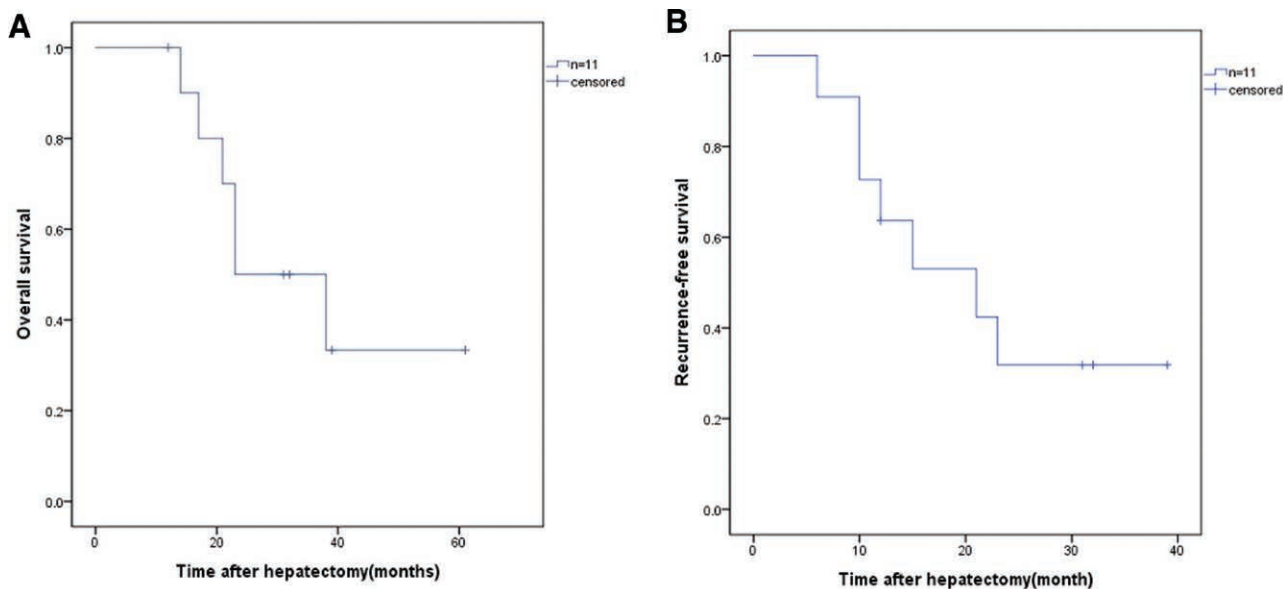 A
Overall survival
1.0
0.8
0.6
0.4
0.2
0.0
0 20 40 60
Time after hepatectomy(months)
n=11
censored
B
Recurrence-free survival
1.0
0.8
0.6
0.4
0.2
0.0
0 10 20 30 40
Time after hepatectomy(month)
n=11
censored